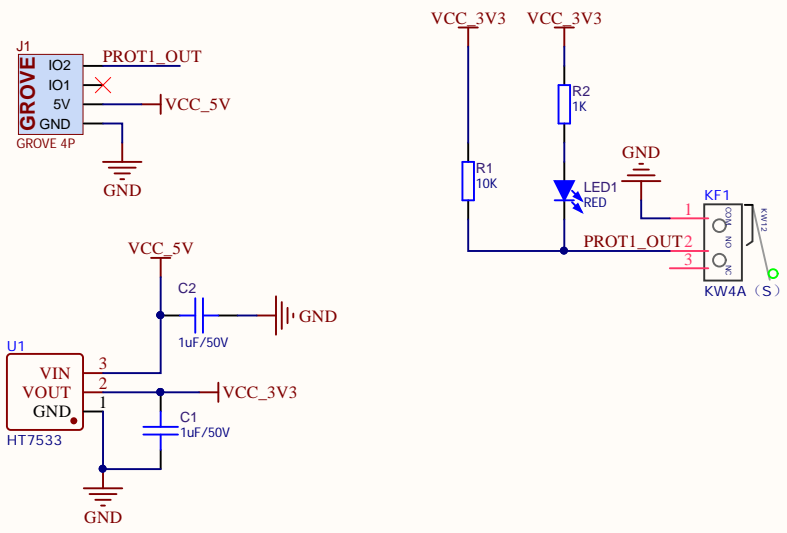 J1
GROVE
IO2
IO1
5V
GND
PROT1_OUT
VCC_5V
GROVE 4P
GND
VCC_3V3
VCC_3V3
R2
1K
R1
10K
LED1
RED
GND
KF1
1
COM
KW12
PROT1_OUT 2
NO
3
NC
KW4A（S）
VCC_5V
C2
1uF/50V
GND
U1
VIN
3
VOUT
2
GND
1
VCC_3V3
HT7533
C1
1uF/50V
GND